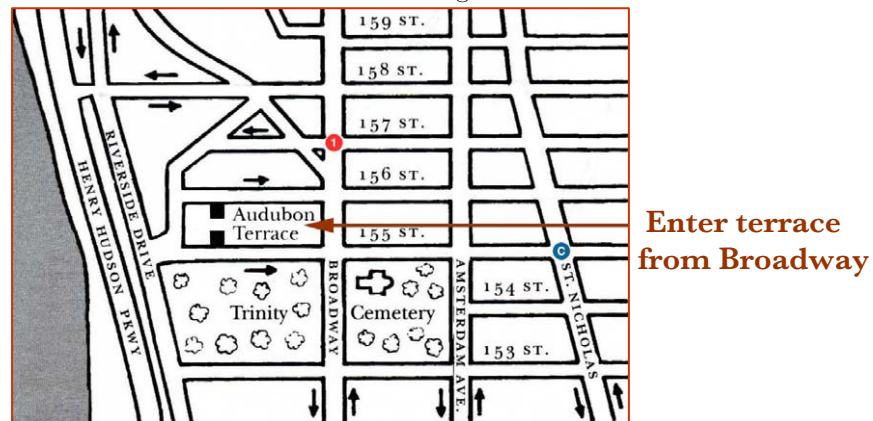 159 ST.
158 ST.
157 ST.
1
156 ST.
RIVERSIDE DRIVE
HENRY HUDSON PKWY
Audubon
Terrace
155 ST.
Enter terrace
from Broadway
C
BROADWAY
AMSTERDAM AVE.
ST. NICHOLAS
154 ST.
Trinity
Cemetery
153 ST.